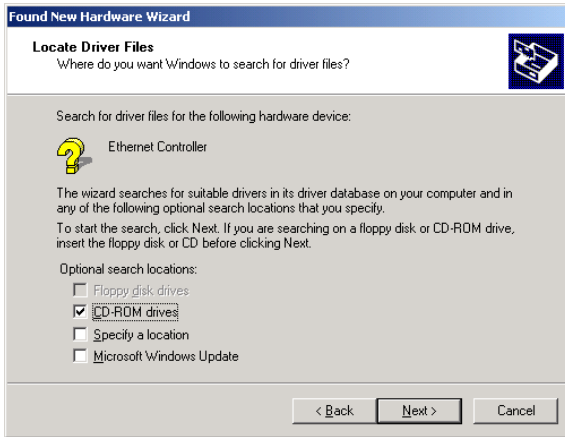 Found New Hardware Wizard
Locate Driver Files
Where do you want Windows to search for driver files?
Search for driver files for the following hardware device:
Ethernet Controller
The wizard searches for suitable drivers in its driver database on your computer and in
any of the following optional search locations that you specify.
To start the search, click Next. If you are searching on a floppy disk or CD-ROM drive,
insert the floppy disk or CD before clicking Next.
Optional search locations:
Floppy disk drives
CD-ROM drives
Specify a location
Microsoft Windows Update
< Back Next > Cancel